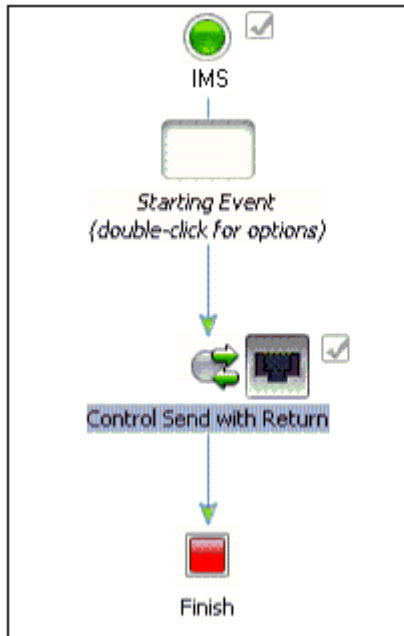 IMS
Starting Event
(double-click for options)
Control Send with Return
Finish